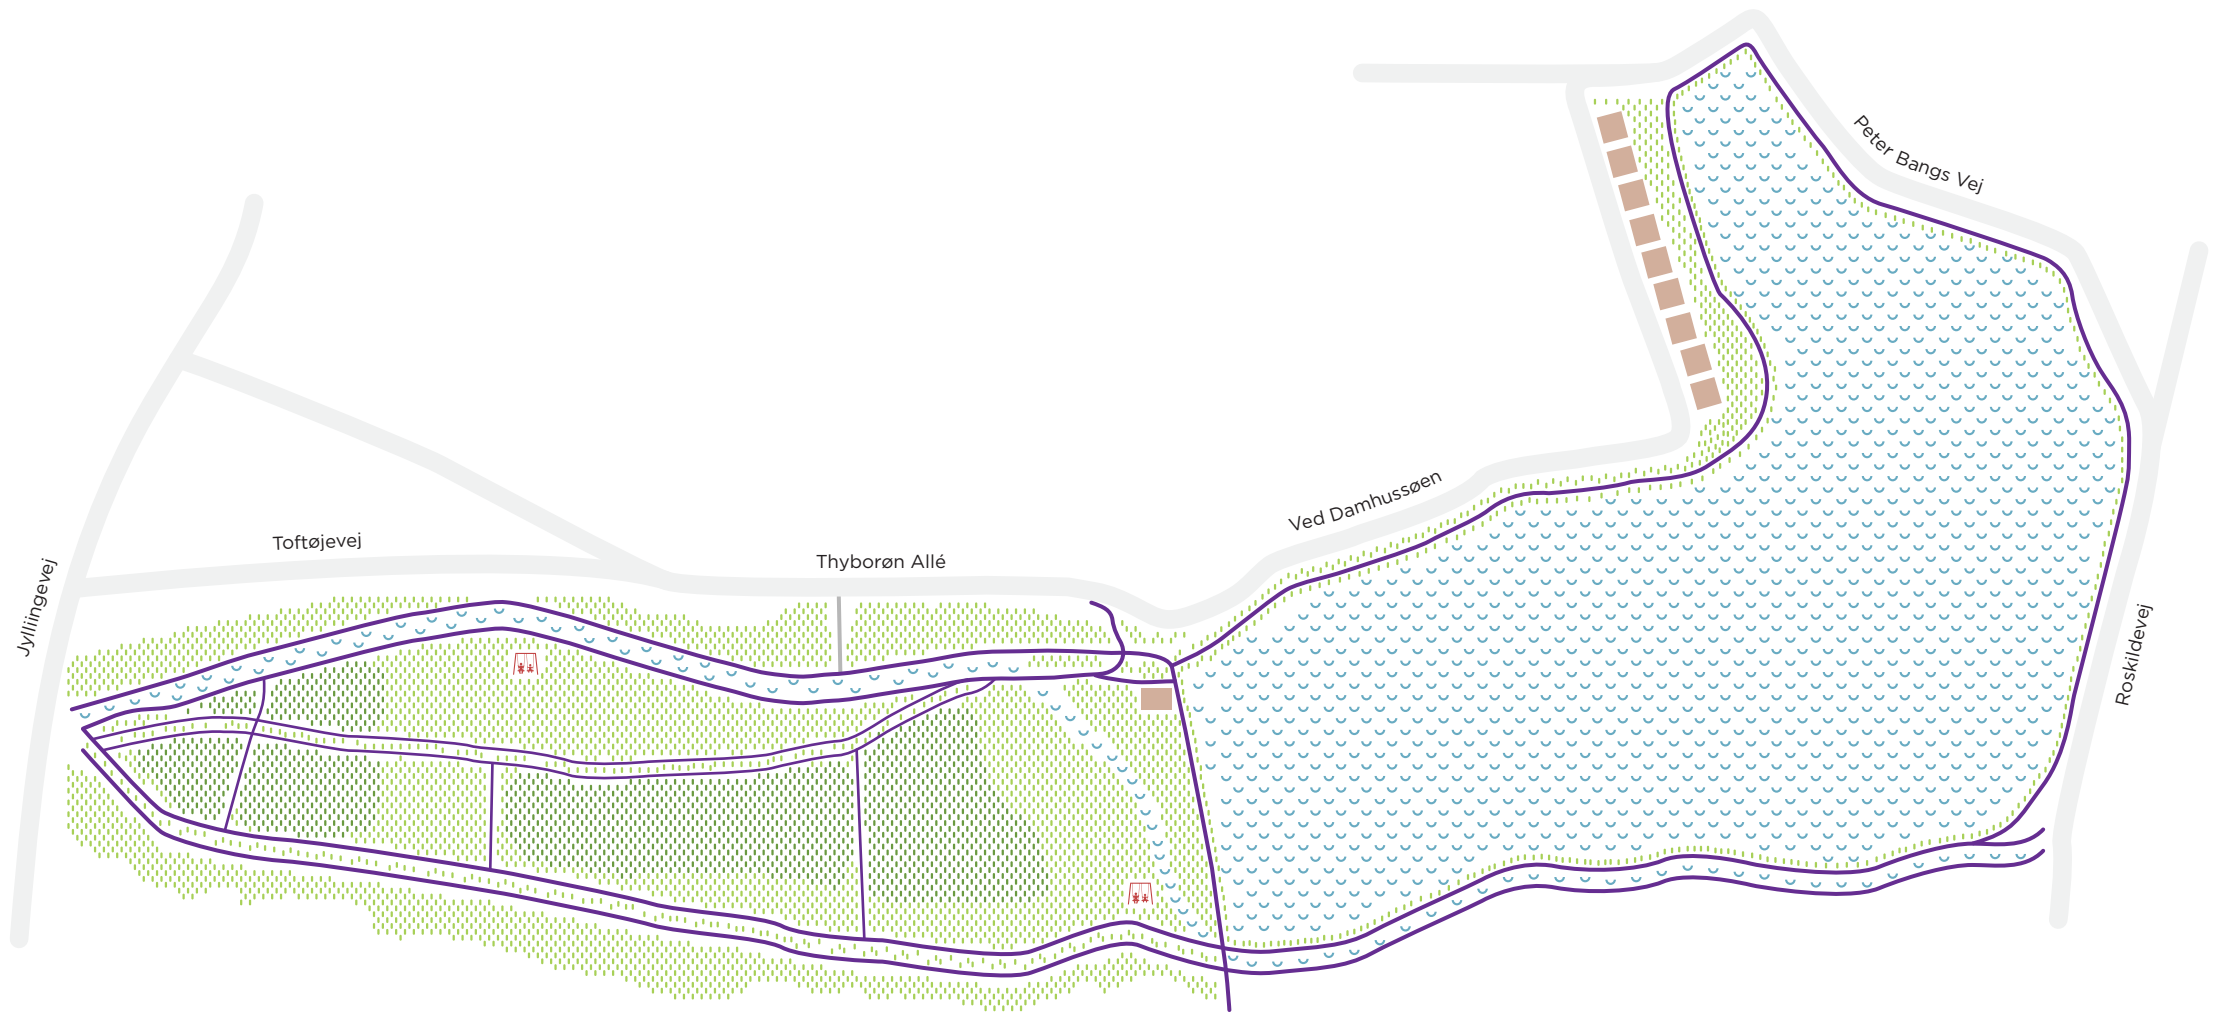 Peter Bangs Vej
Ved Damhussøen
Toftøjevej
Thyborøn Allé
Jylliingevej
Roskildevej